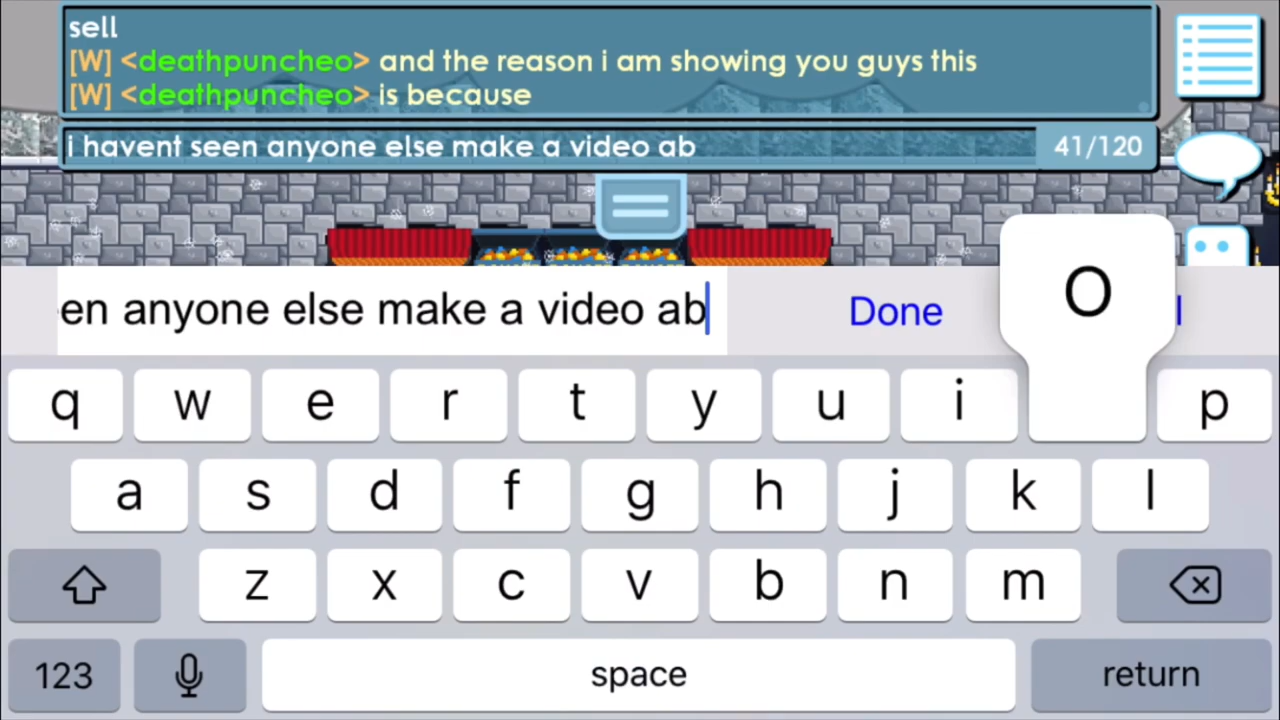 sell
[W] <deathpuncheo> and the reason i am showing you guys this
[W] <deathpuncheo> is because
i havent seen anyone else make a video ab 41/120
en anyone else make a video ab Done
O
q w e r t y u i p
a s d f g h j k l
z x c v b n m
123 space return